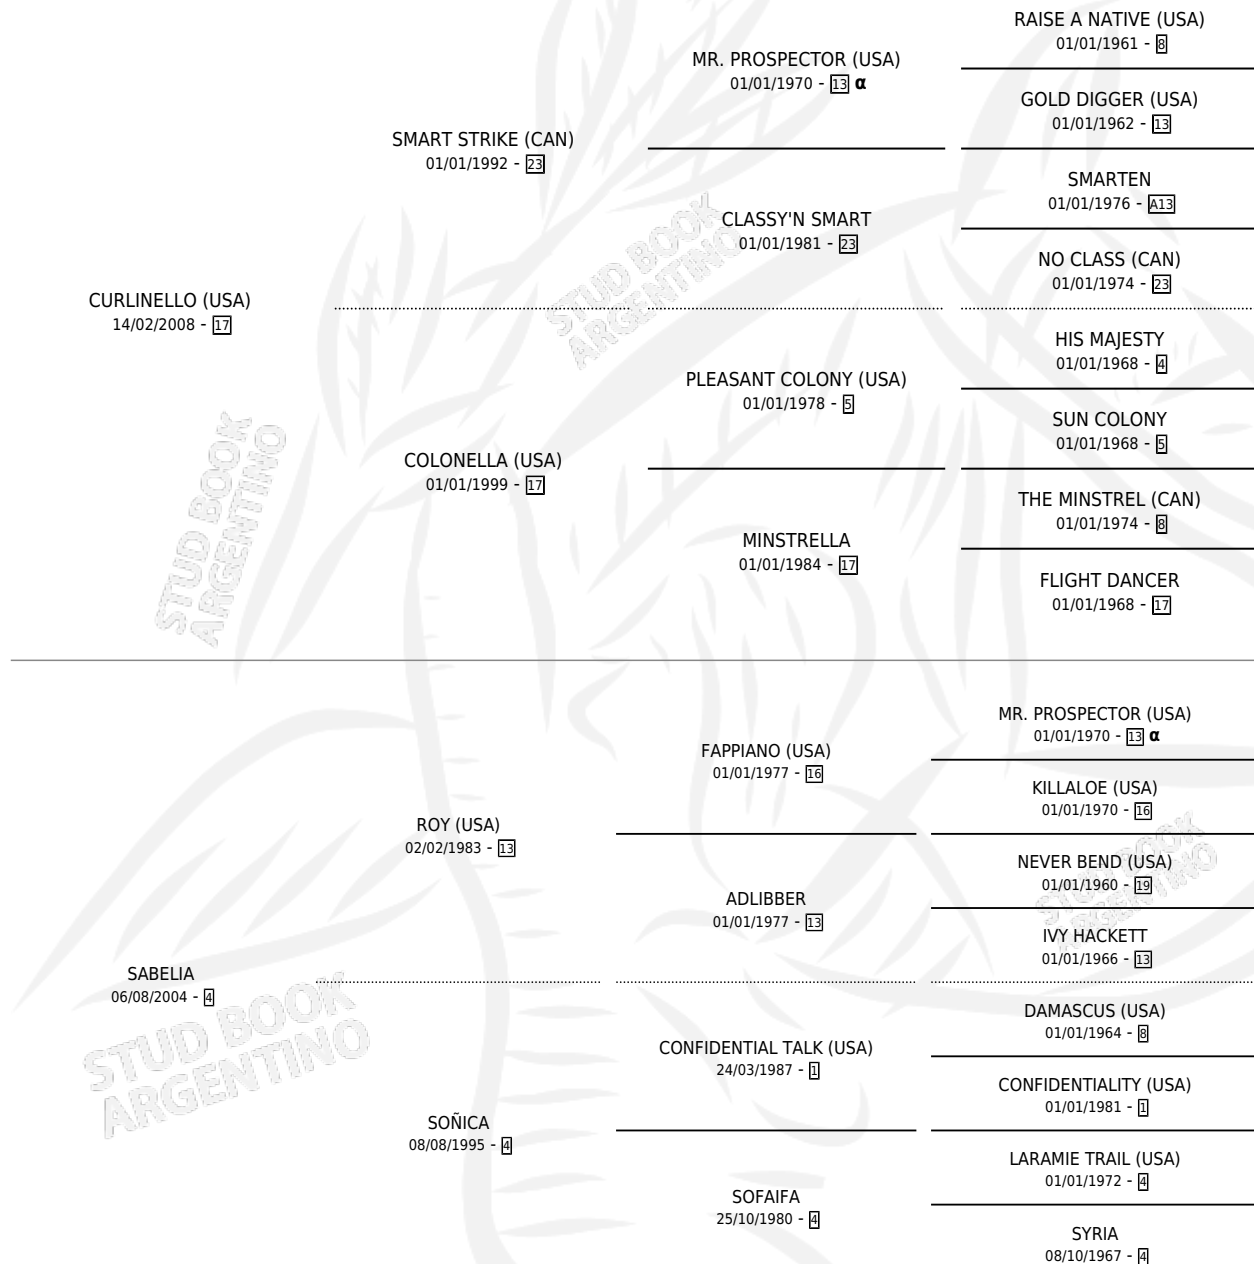 RAISE A NATIVE (USA)
01/01/1961 - 8
MR. PROSPECTOR (USA)
01/01/1970 - 13 α
GOLD DIGGER (USA)
01/01/1962 - 13
SMART STRIKE (CAN)
01/01/1992 - 23
SMARTEN
01/01/1976 - A13
CLASSY'N SMART
01/01/1981 - 23
NO CLASS (CAN)
01/01/1974 - 23
CURLINELLO (USA)
14/02/2008 - 17
HIS MAJESTY
01/01/1968 - 4
PLEASANT COLONY (USA)
01/01/1978 - 5
SUN COLONY
01/01/1968 - 5
COLONELLA (USA)
01/01/1999 - 17
THE MINSTREL (CAN)
01/01/1974 - 8
MINSTRELLA
01/01/1984 - 17
FLIGHT DANCER
01/01/1968 - 17
MR. PROSPECTOR (USA)
01/01/1970 - 13 α
FAPPIANO (USA)
01/01/1977 - 16
KILLALOE (USA)
01/01/1970 - 16
ROY (USA)
02/02/1983 - 13
NEVER BEND (USA)
01/01/1960 - 19
ADLIBBER
01/01/1977 - 13
IVY HACKETT
01/01/1966 - 13
SABELIA
06/08/2004 - 4
DAMASCUS (USA)
01/01/1964 - 8
CONFIDENTIAL TALK (USA)
24/03/1987 - 1
CONFIDENTIALITY (USA)
01/01/1981 - 1
SOÑICA
08/08/1995 - 4
LARAMIE TRAIL (USA)
01/01/1972 - 4
SOFAIFA
25/10/1980 - 4
SYRIA
08/10/1967 - 4
STUD BOOK
ARGENTINO
STUD BOOK
ARGENTINO
STUD BOOK
ARGENTINO
STUD BOOK
ARGENTINO